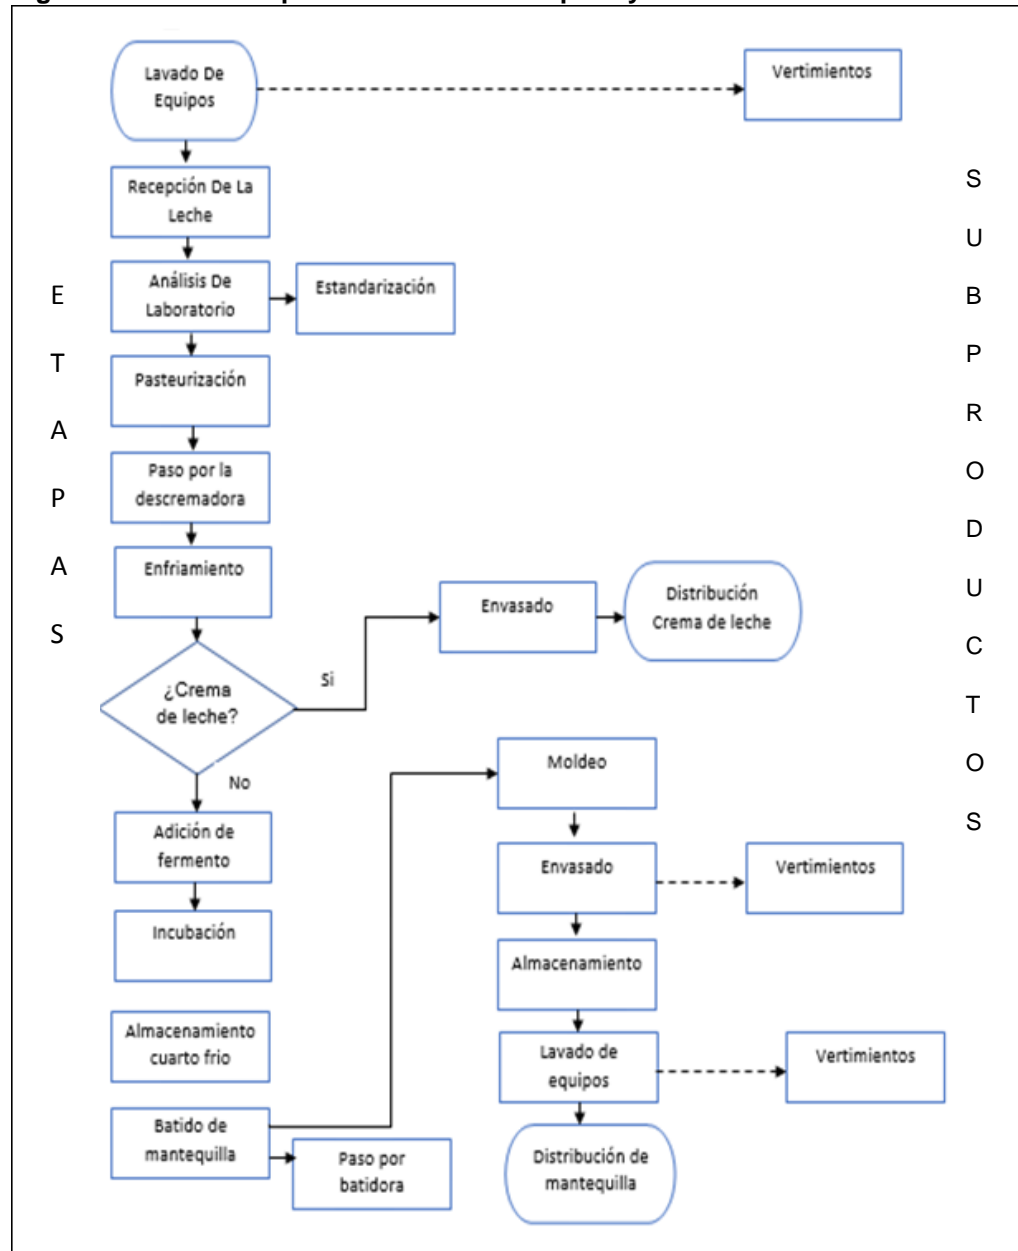 Lavado De
Equipos
Vertimientos
Recepción De La
Leche
Análisis De
Laboratorio
Estandarización
Pasteurización
Paso por la
descremadora
Enfriamiento
Envasado
Distribución
Crema de leche
¿Crema
de leche?
Si
No
Adición de
fermento
Incubación
Almacenamiento
cuarto frio
Batido de
mantequilla
Paso por
batidora
Moldeo
Envasado
Vertimientos
Almacenamiento
Lavado de
equipos
Vertimientos
Distribución de
mantequilla
E
T
A
P
A
S
S
U
B
P
R
O
D
U
C
T
O
S